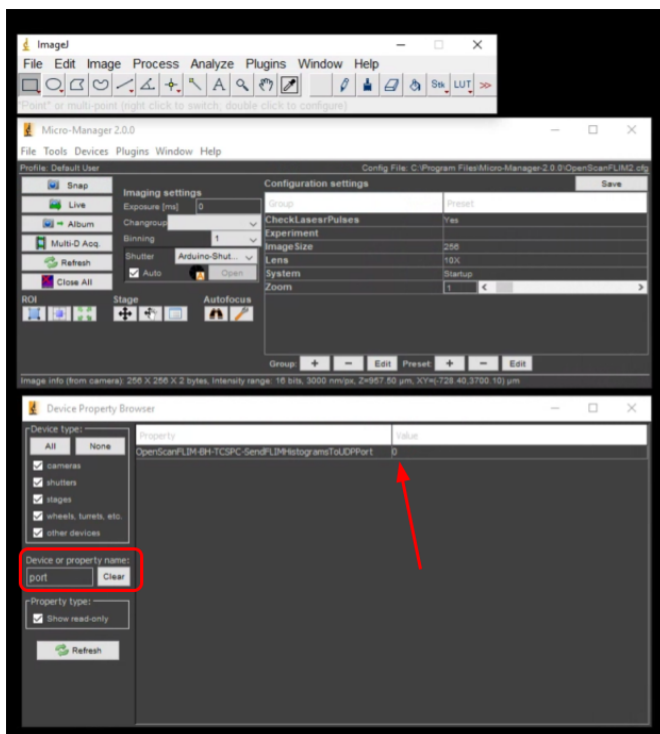 ImageJ
File Edit Image Process Analyze Plugins Window Help
A Stk LUT >>
"Point" or multi-point (right click to switch; double click to configure)
Micro-Manager 2.0.0
File Tools Devices Plugins Window Help
Profile: Default User Config File: C:\Program Files\Micro-Manager-2.0.0\OpenScanFLIM2.cfg
Snap
Live
Album
Multi-D Acq.
Refresh
Close All
Imaging settings
Exposure [ms] 0
Changroup
Binning 1
Shutter Arduino-Shut...
Auto Open
ROI Stage Autofocus
Configuration settings Save
Group Preset
CheckLasesrPulses Yes
Experiment
ImageSize 256
Lens 10X
System Startup
Zoom 1
Group: + − Edit Preset: + − Edit
Image info (from camera): 256 X 256 X 2 bytes, Intensity range: 16 bits, 3000 nm/px, Z=957.50 µm, XY=(-728.40,3700.10) µm
Device Property Browser
Device type:
All None
cameras
shutters
stages
wheels, turrets, etc.
other devices
Device or property name:
port Clear
Property type:
Show read-only
Refresh
Property Value
OpenScanFLIM-BH-TCSPC-SendFLIMHistogramsToUDPPort 0